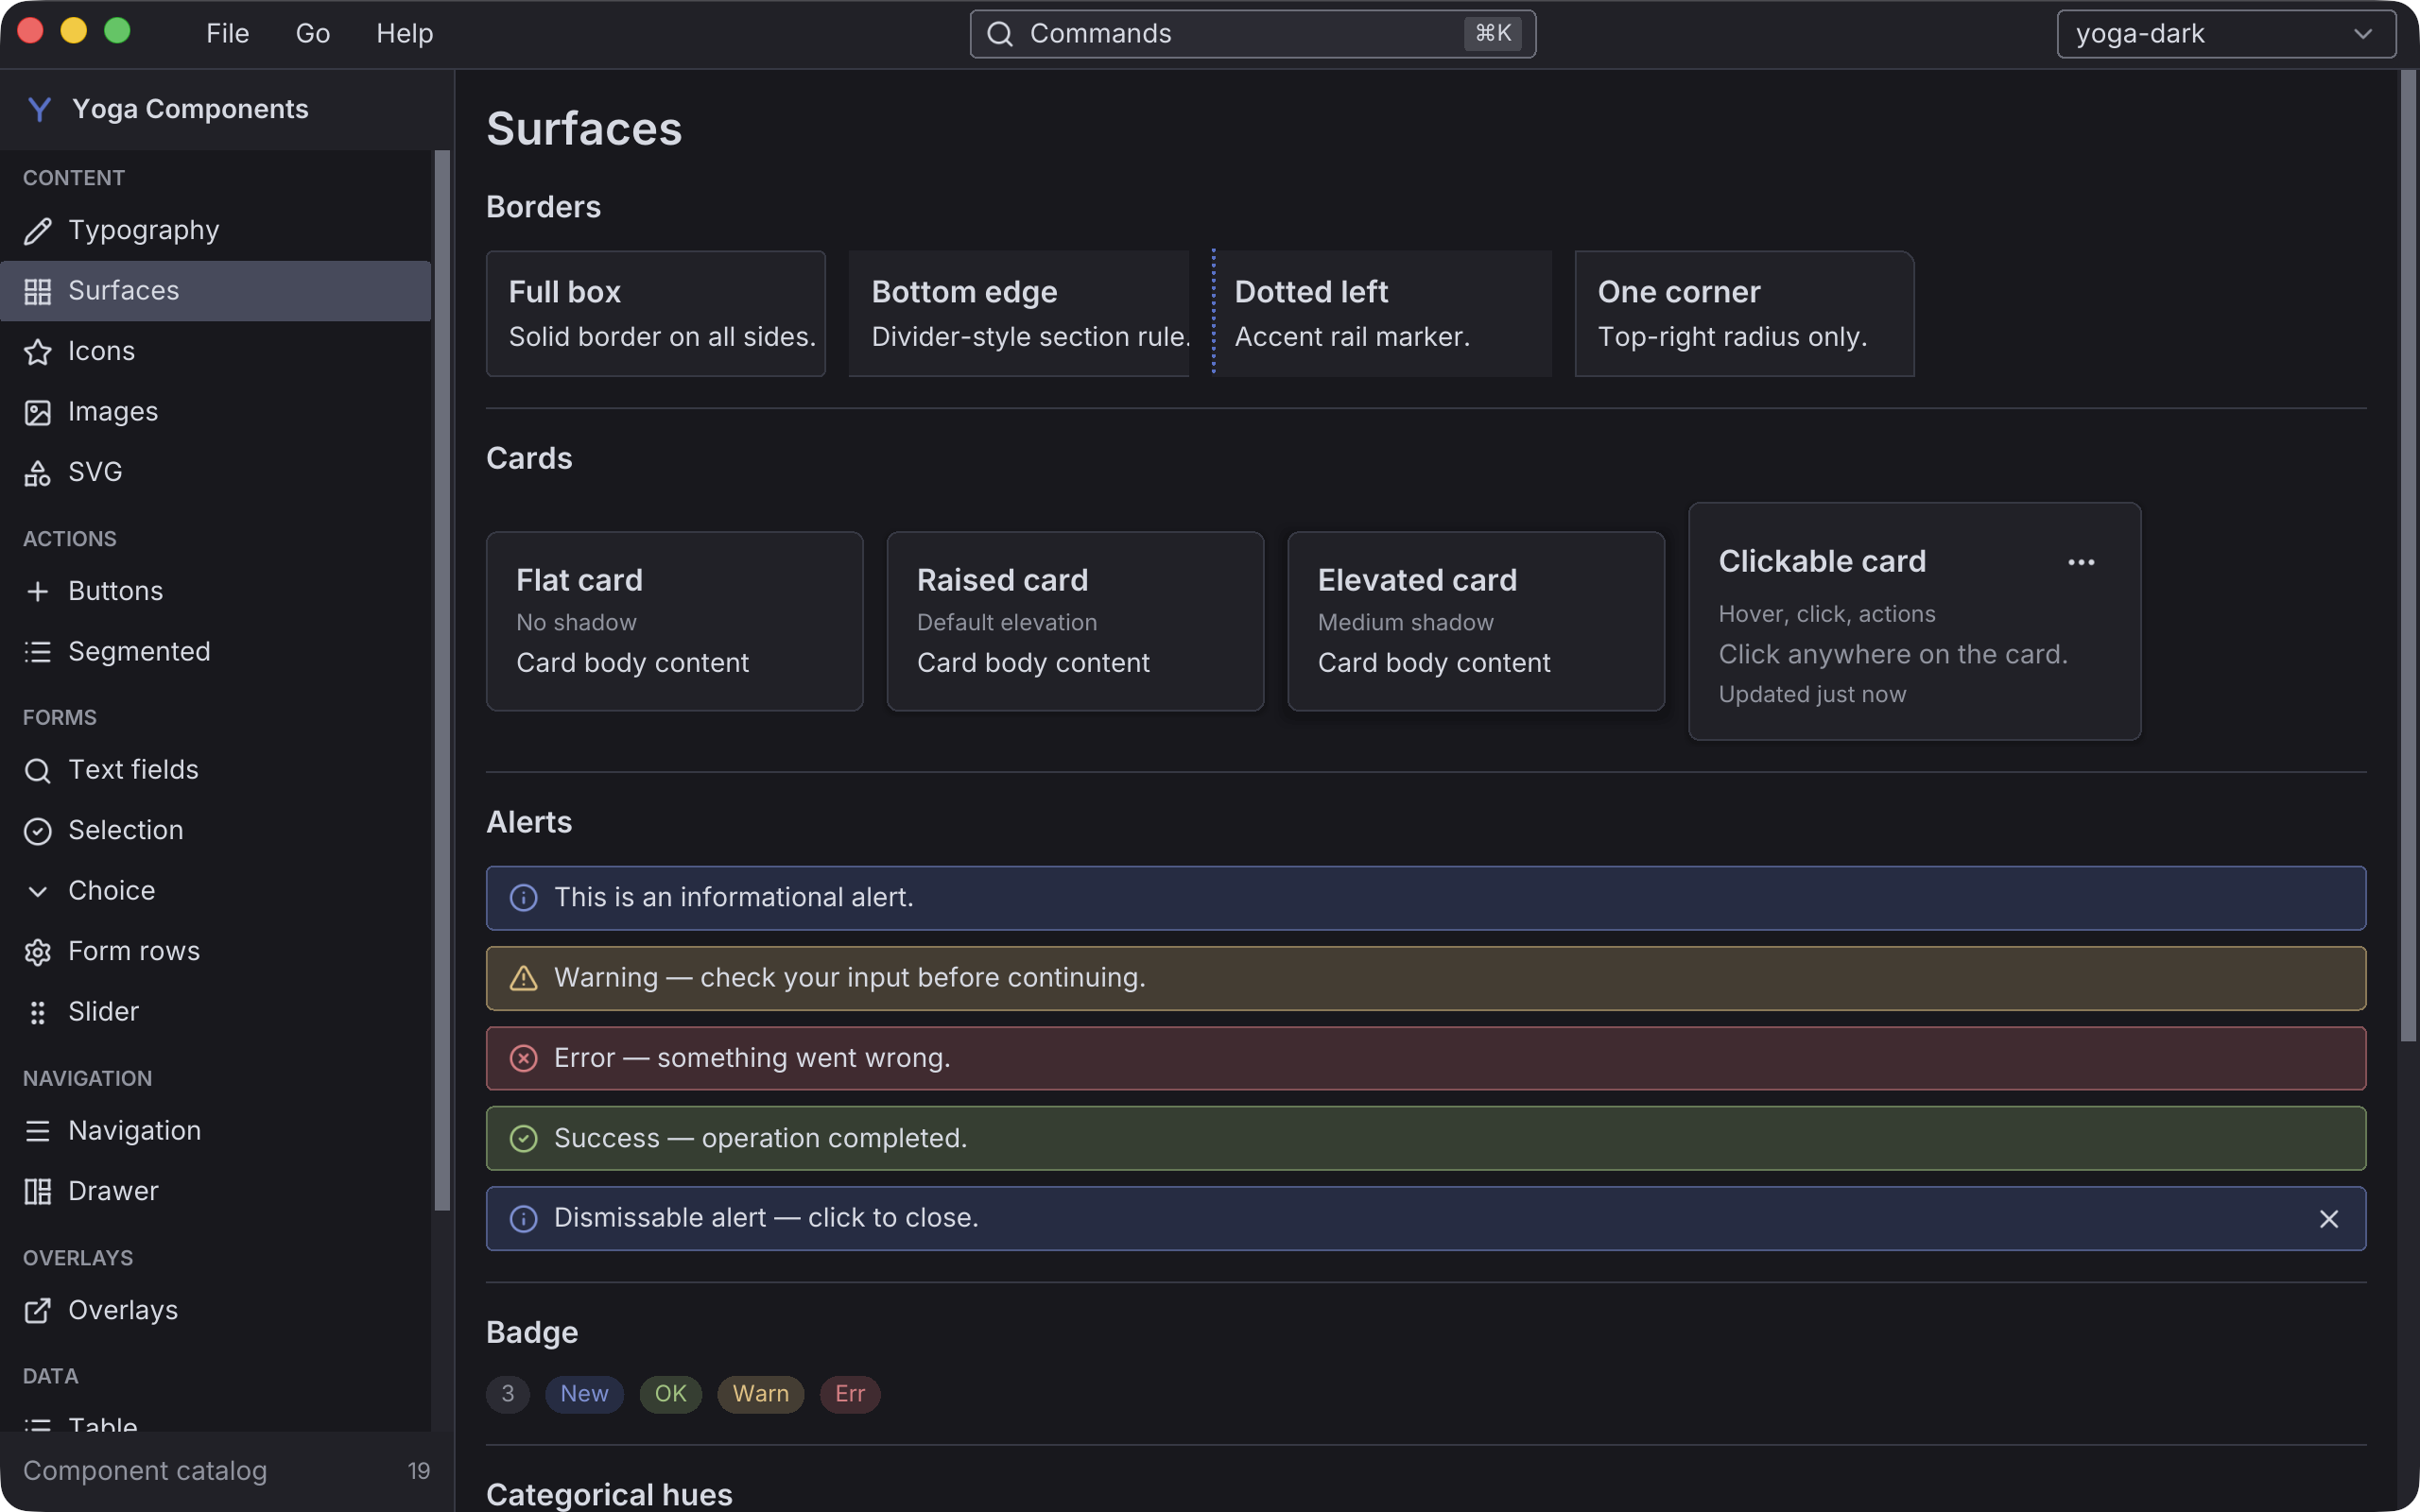 File Go Help
Commands ⌘K
yoga-dark
Yoga Components
CONTENT
Typography
Surfaces
Icons
Images
SVG
ACTIONS
Buttons
Segmented
FORMS
Text fields
Selection
Choice
Form rows
Slider
NAVIGATION
Navigation
Drawer
OVERLAYS
Overlays
DATA
Table
Component catalog 19
Surfaces
Borders
Full box
Solid border on all sides.
Bottom edge
Divider-style section rule.
Dotted left
Accent rail marker.
One corner
Top-right radius only.
Cards
Flat card
No shadow
Card body content
Raised card
Default elevation
Card body content
Elevated card
Medium shadow
Card body content
Clickable card
Hover, click, actions
Click anywhere on the card.
Updated just now
Alerts
This is an informational alert.
Warning — check your input before continuing.
Error — something went wrong.
Success — operation completed.
Dismissable alert — click to close.
Badge
3 New OK Warn Err
Categorical hues